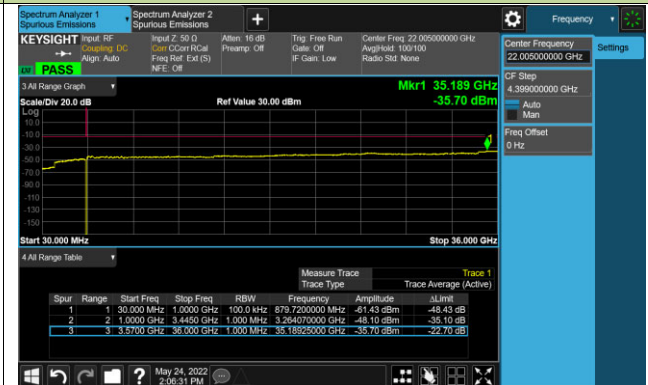 Spectrum Analyzer 1
Spurious Emissions
Spectrum Analyzer 2
Spurious Emissions
+
Frequency
KEYSIGHT
Input: RF
Coupling: DC
Align: Auto
Input Z: 50 Ω
Corr CCorr RCal
Freq Ref: Ext (S)
NFE: Off
Atten: 16 dB
Preamp: Off
Trig: Free Run
Gate: Off
IF Gain: Low
Center Freq: 22.005000000 GHz
Avg|Hold: 100/100
Radio Std: None
PASS
Center Frequency
22.005000000 GHz
Settings
CF Step
4.399000000 GHz
Auto
Man
Freq Offset
0 Hz
3 All Range Graph
Mkr1 35.189 GHz
Scale/Div 20.0 dB
Ref Value 30.00 dBm
-35.70 dBm
Log
10.0
-10.0
-30.0
-50.0
-70.0
-90.0
-110
-130
-150
Start 30.000 MHz
Stop 36.000 GHz
4 All Range Table
Measure Trace Trace 1
Trace Type Trace Average (Active)
Spur Range Start Freq Stop Freq RBW Frequency Amplitude ΔLimit
1 1 30.000 MHz 1.0000 GHz 100.0 kHz 879.7200000 MHz -61.43 dBm -48.43 dB
2 2 1.0000 GHz 3.4450 GHz 1.000 MHz 3.264070000 GHz -48.10 dBm -35.10 dB
3 3 3.5700 GHz 36.000 GHz 1.000 MHz 35.18925000 GHz -35.70 dBm -22.70 dB
?
May 24, 2022
2:06:31 PM